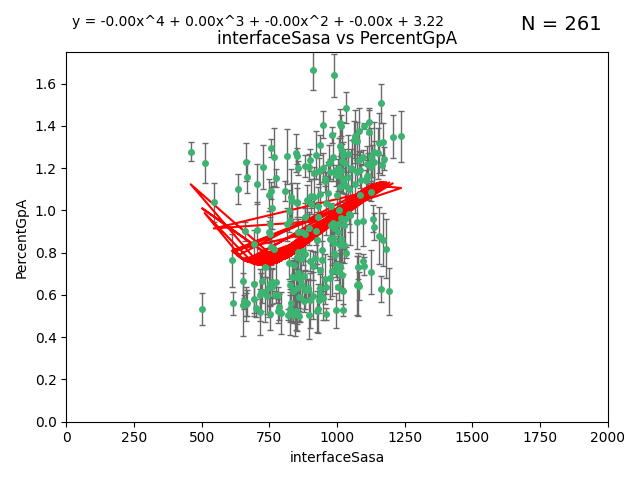 y = -0.00x^4 + 0.00x^3 + -0.00x^2 + -0.00x + 3.22
N = 261
interfaceSasa vs PercentGpA
PercentGpA
1.6
1.4
1.2
1.0
0.8
0.6
0.4
0.2
0.0
0 250 500 750 1000 1250 1500 1750 2000
interfaceSasa